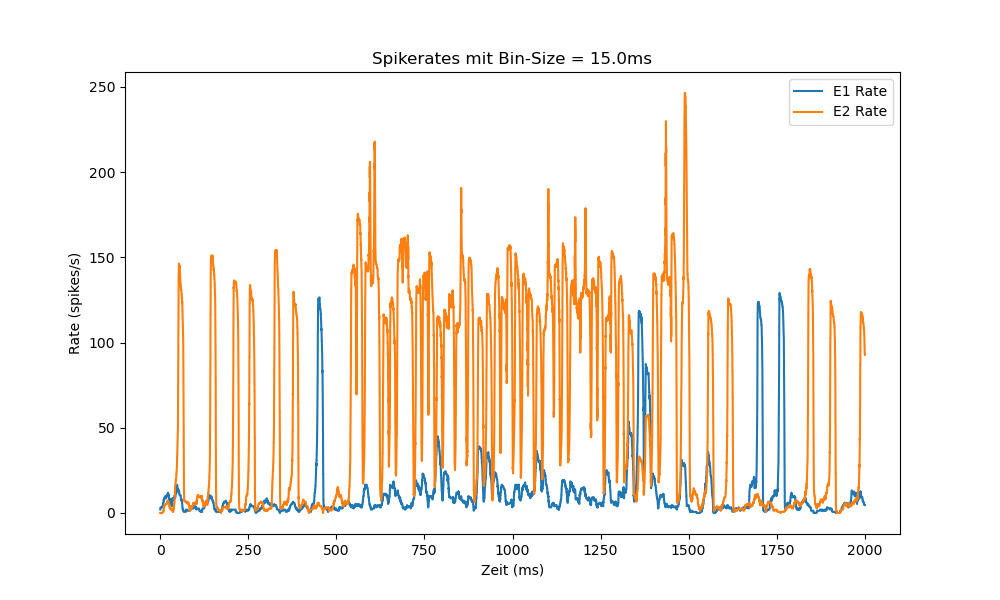 Spikerates mit Bin-Size = 15.0ms
E1 Rate
E2 Rate
250
200
150
100
50
0
Rate (spikes/s)
0 250 500 750 1000 1250 1500 1750 2000
Zeit (ms)